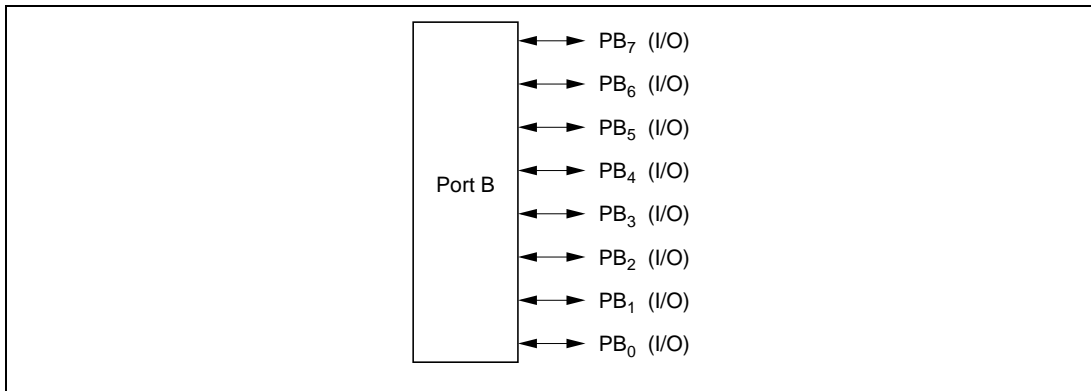 PB₇ (I/O)
PB₆ (I/O)
PB₅ (I/O)
PB₄ (I/O)
Port B
PB₃ (I/O)
PB₂ (I/O)
PB₁ (I/O)
PB₀ (I/O)